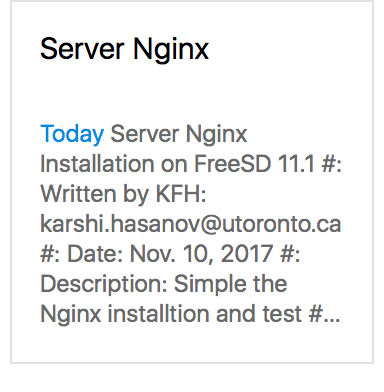 Server Nginx
Today Server Nginx
Installation on FreeSD 11.1 #:
Written by KFH:
karshi.hasanov@utoronto.ca
#: Date: Nov. 10, 2017 #:
Description: Simple the
Nginx installtion and test #...